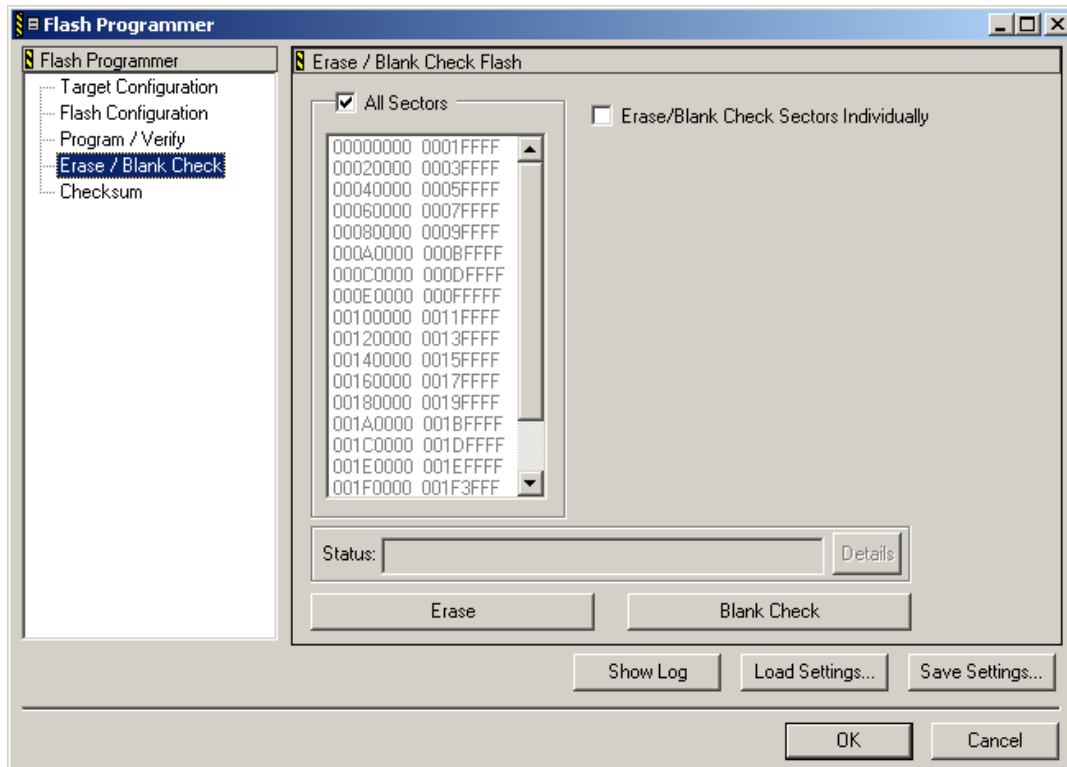 Flash Programmer
Flash Programmer
Target Configuration
Flash Configuration
Program / Verify
Erase / Blank Check
Checksum
Erase / Blank Check Flash
All Sectors
Erase/Blank Check Sectors Individually
00000000 0001FFFF
00020000 0003FFFF
00040000 0005FFFF
00060000 0007FFFF
00080000 0009FFFF
000A0000 000BFFFF
000C0000 000DFFFF
000E0000 000FFFFF
00100000 0011FFFF
00120000 0013FFFF
00140000 0015FFFF
00160000 0017FFFF
00180000 0019FFFF
001A0000 001BFFFF
001C0000 001DFFFF
001E0000 001EFFFF
001F0000 001F3FFF
Status:
Details
Erase
Blank Check
Show Log
Load Settings...
Save Settings...
OK
Cancel